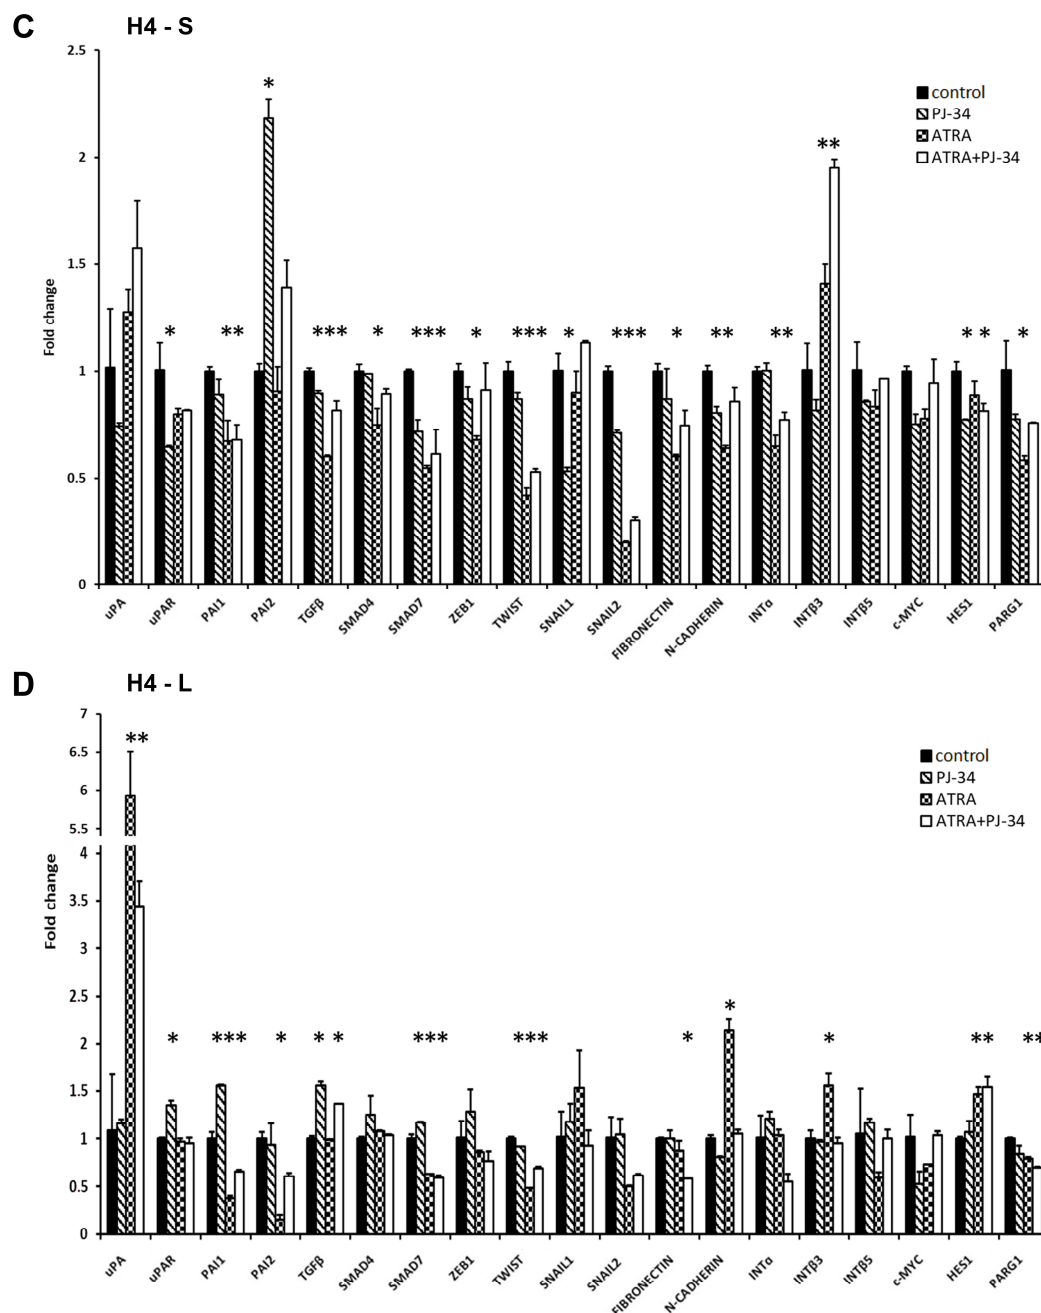 C H4 - S
2.5
*
control
PJ-34
ATRA
ATRA+PJ-34
2
**
1.5
Fold change
* ** *** * *** * *** * *** * ** ** * * *
1
0.5
0
uPA uPAR PAI1 PAI2 TGFβ SMAD4 SMAD7 ZEB1 TWIST SNAIL1 SNAIL2 FIBRONECTIN N-CADHERIN INTα INTβ3 INTβ5 c-MYC HES1 PARG1
D H4 - L
7
**
6.5
6
5.5
control
PJ-34
ATRA
ATRA+PJ-34
4
Fold change
3.5
3
2.5
*
2
* *** * * * *** *** * * ** **
1.5
1
0.5
0
uPA uPAR PAI1 PAI2 TGFβ SMAD4 SMAD7 ZEB1 TWIST SNAIL1 SNAIL2 FIBRONECTIN N-CADHERIN INTα INTβ3 INTβ5 c-MYC HES1 PARG1